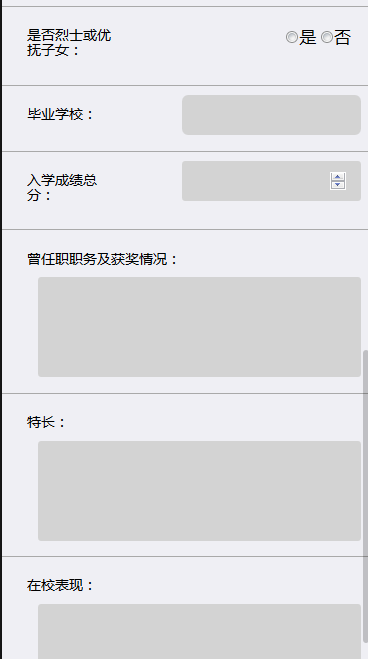 是否烈士或优
抚子女：
是 否
毕业学校：
入学成绩总
分：
曾任职职务及获奖情况：
特长：
在校表现：